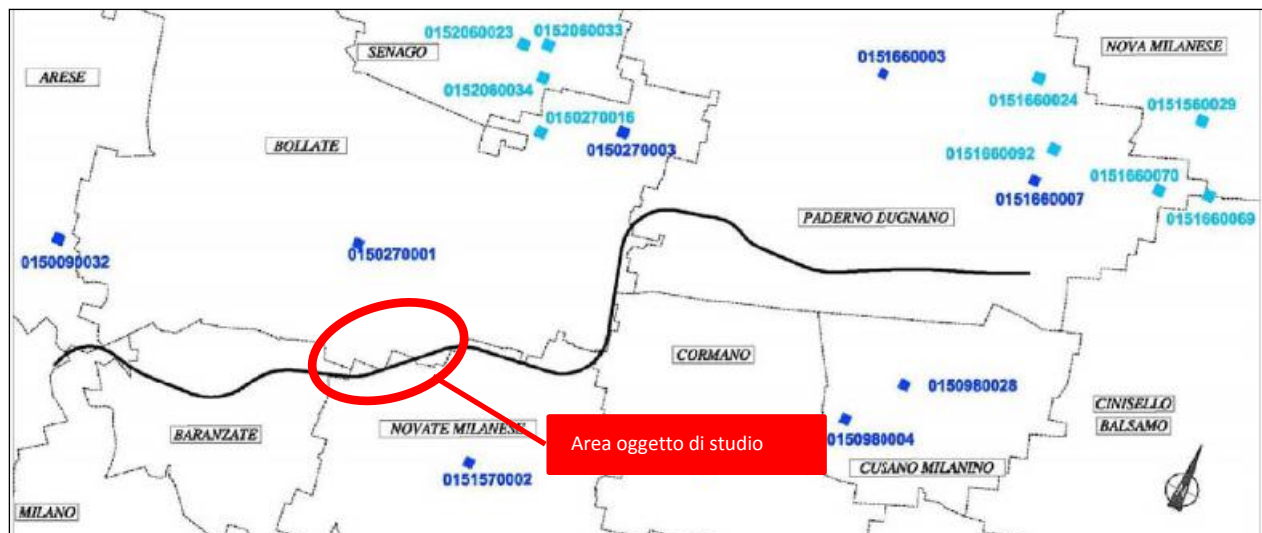 0152060023
0152060033
SENAGO
NOVA MILANESE
0151660003
ARESE
0152060034
0151660024
0151560029
0150270016
BOLLATE
0150270003
0151660092
0151660070
0151660007
PADERNO DUGNANO
0151660069
0150270001
0150090032
CORMANO
0150980028
CINISELLO
BALSAMO
BARANZATE
NOVATE MILANESE
Area oggetto di studio
0150980004
CUSANO MILANINO
0151570002
MILANO